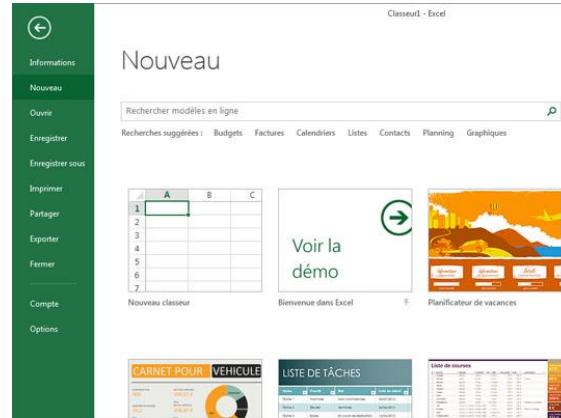 Classeur1 - Excel
Informations
Nouveau
Ouvrir
Enregistrer
Enregistrer sous
Imprimer
Partager
Exporter
Fermer
Compte
Options
Nouveau
Rechercher modèles en ligne
Recherches suggérées : Budgets Factures Calendriers Listes Contacts Planning Graphiques
A B C
1
2
3
4
5
6
7
Voir la
démo
Nouveau classeur
Bienvenue dans Excel
Planificateur de vacances
CARNET POUR VEHICULE
LISTE DE TÂCHES
Liste de courses